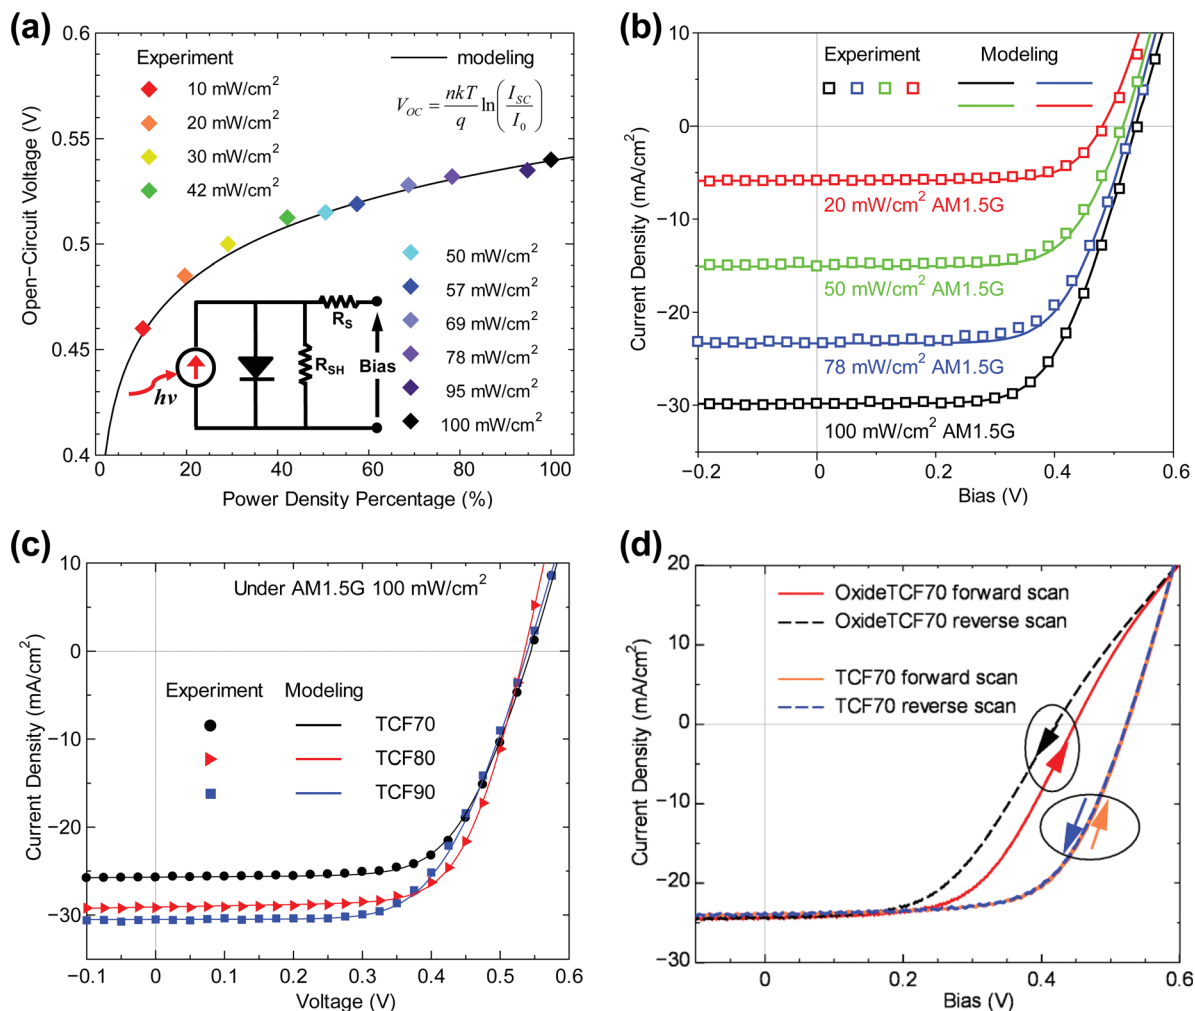 (a)
0.6
0.55
0.5
0.45
0.4
Open−Circuit Voltage (V)
Experiment
10 mW/cm²
20 mW/cm²
30 mW/cm²
42 mW/cm²
modeling
V_OC = nkT/q ln(I_SC/I_0)
50 mW/cm²
57 mW/cm²
69 mW/cm²
78 mW/cm²
95 mW/cm²
100 mW/cm²
R_S
R_SH
Bias
hν
0 20 40 60 80 100
Power Density Percentage (%)
(b)
10
0
−10
−20
−30
Current Density (mA/cm²)
Experiment Modeling
20 mW/cm² AM1.5G
50 mW/cm² AM1.5G
78 mW/cm² AM1.5G
100 mW/cm² AM1.5G
−0.2 0 0.2 0.4 0.6
Bias (V)
(c)
10
0
−10
−20
−30
Current Density (mA/cm²)
Under AM1.5G 100 mW/cm²
Experiment Modeling
TCF70
TCF80
TCF90
−0.1 0 0.1 0.2 0.3 0.4 0.5 0.6
Voltage (V)
(d)
20
10
0
−10
−20
−30
Current Density (mA/cm²)
OxideTCF70 forward scan
OxideTCF70 reverse scan
TCF70 forward scan
TCF70 reverse scan
0 0.2 0.4 0.6
Bias (V)